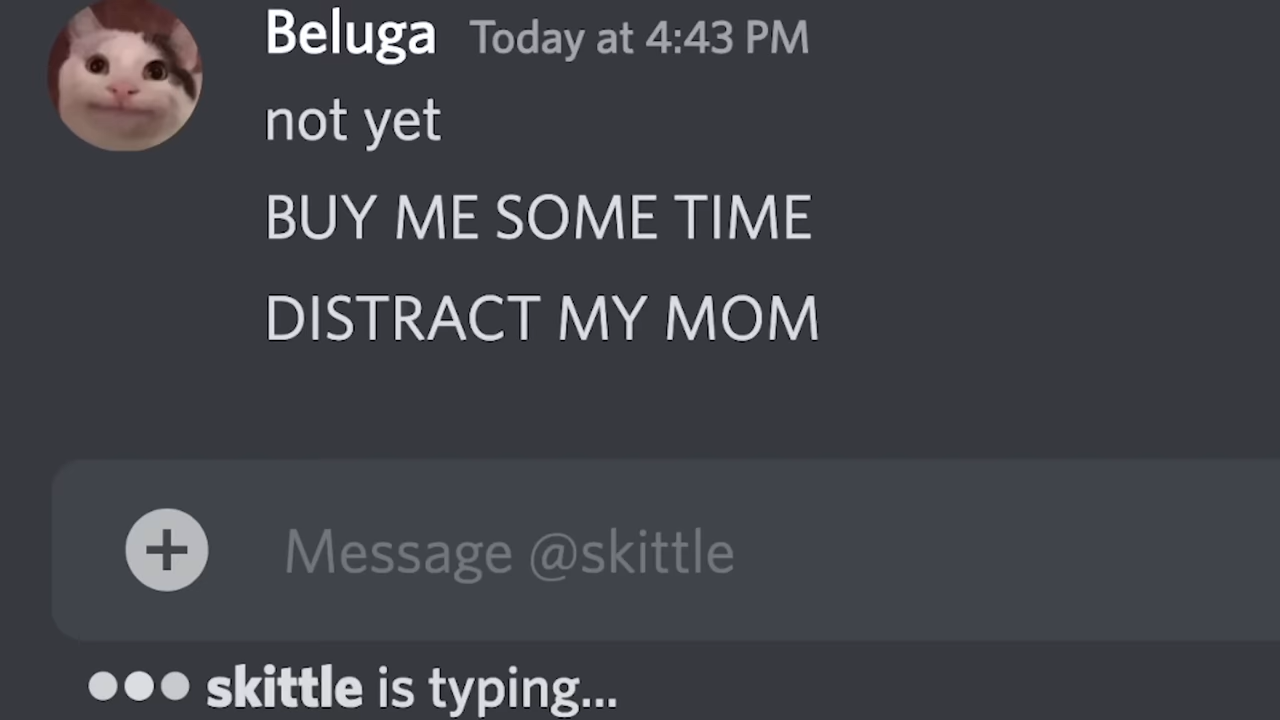 Beluga Today at 4:43 PM
not yet
BUY ME SOME TIME
DISTRACT MY MOM
Message @skittle
skittle is typing...